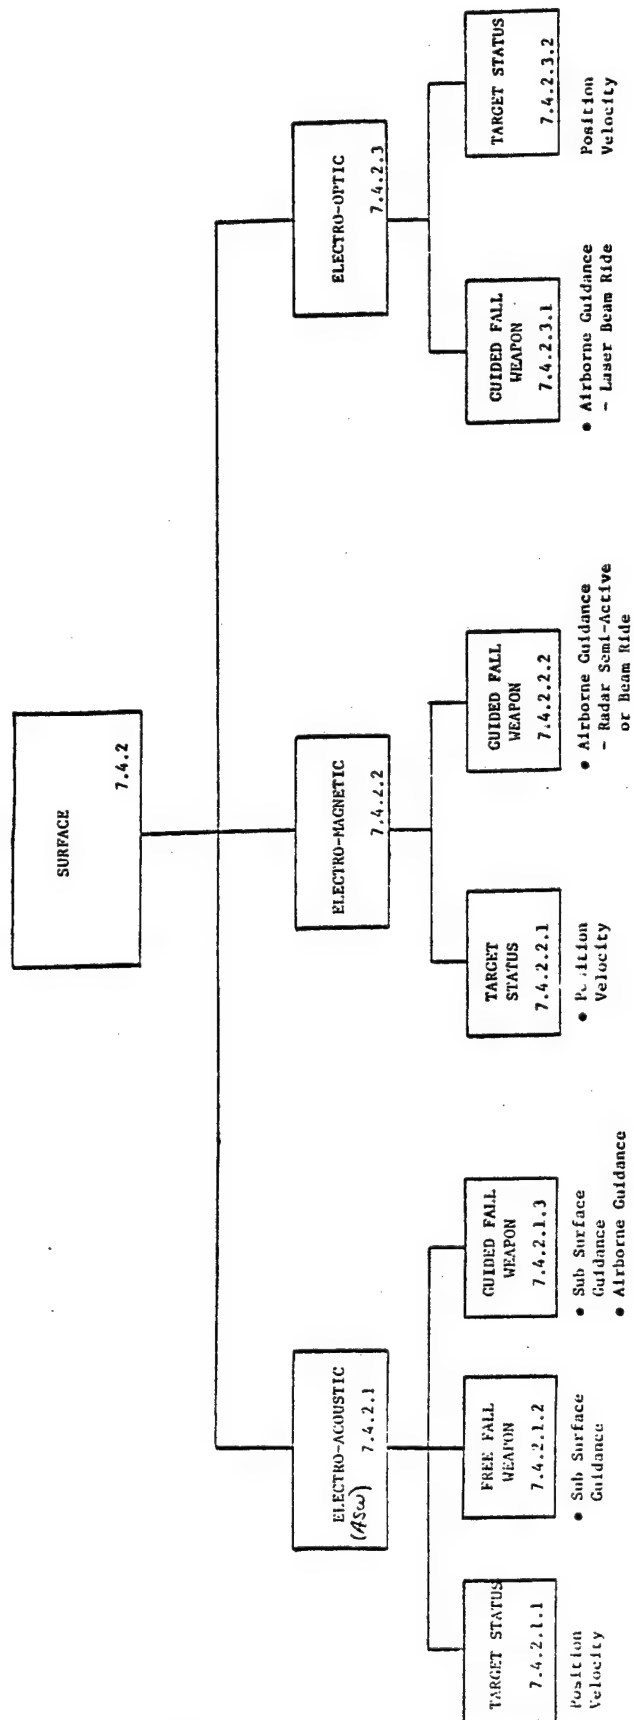 SURFACE
7.4.2
ELECTRO-ACOUSTIC
(ASW)
7.4.2.1
ELECTRO-MAGNETIC
7.4.2.2
ELECTRO-OPTIC
7.4.2.3
TARGET STATUS
7.4.2.1.1
Position
Velocity
FREE FALL
WEAPON
7.4.2.1.2
• Sub Surface
Guidance
GUIDED FALL
WEAPON
7.4.2.1.3
• Sub Surface
Guidance
• Airborne Guidance
TARGET
STATUS
7.4.2.2.1
• Position
Velocity
GUIDED FALL
WEAPON
7.4.2.2.2
• Airborne Guidance
- Radar Semi-Active
or Beam Ride
GUIDED FALL
WEAPON
7.4.2.3.1
• Airborne Guidance
- Laser Beam Ride
TARGET STATUS
7.4.2.3.2
Position
Velocity